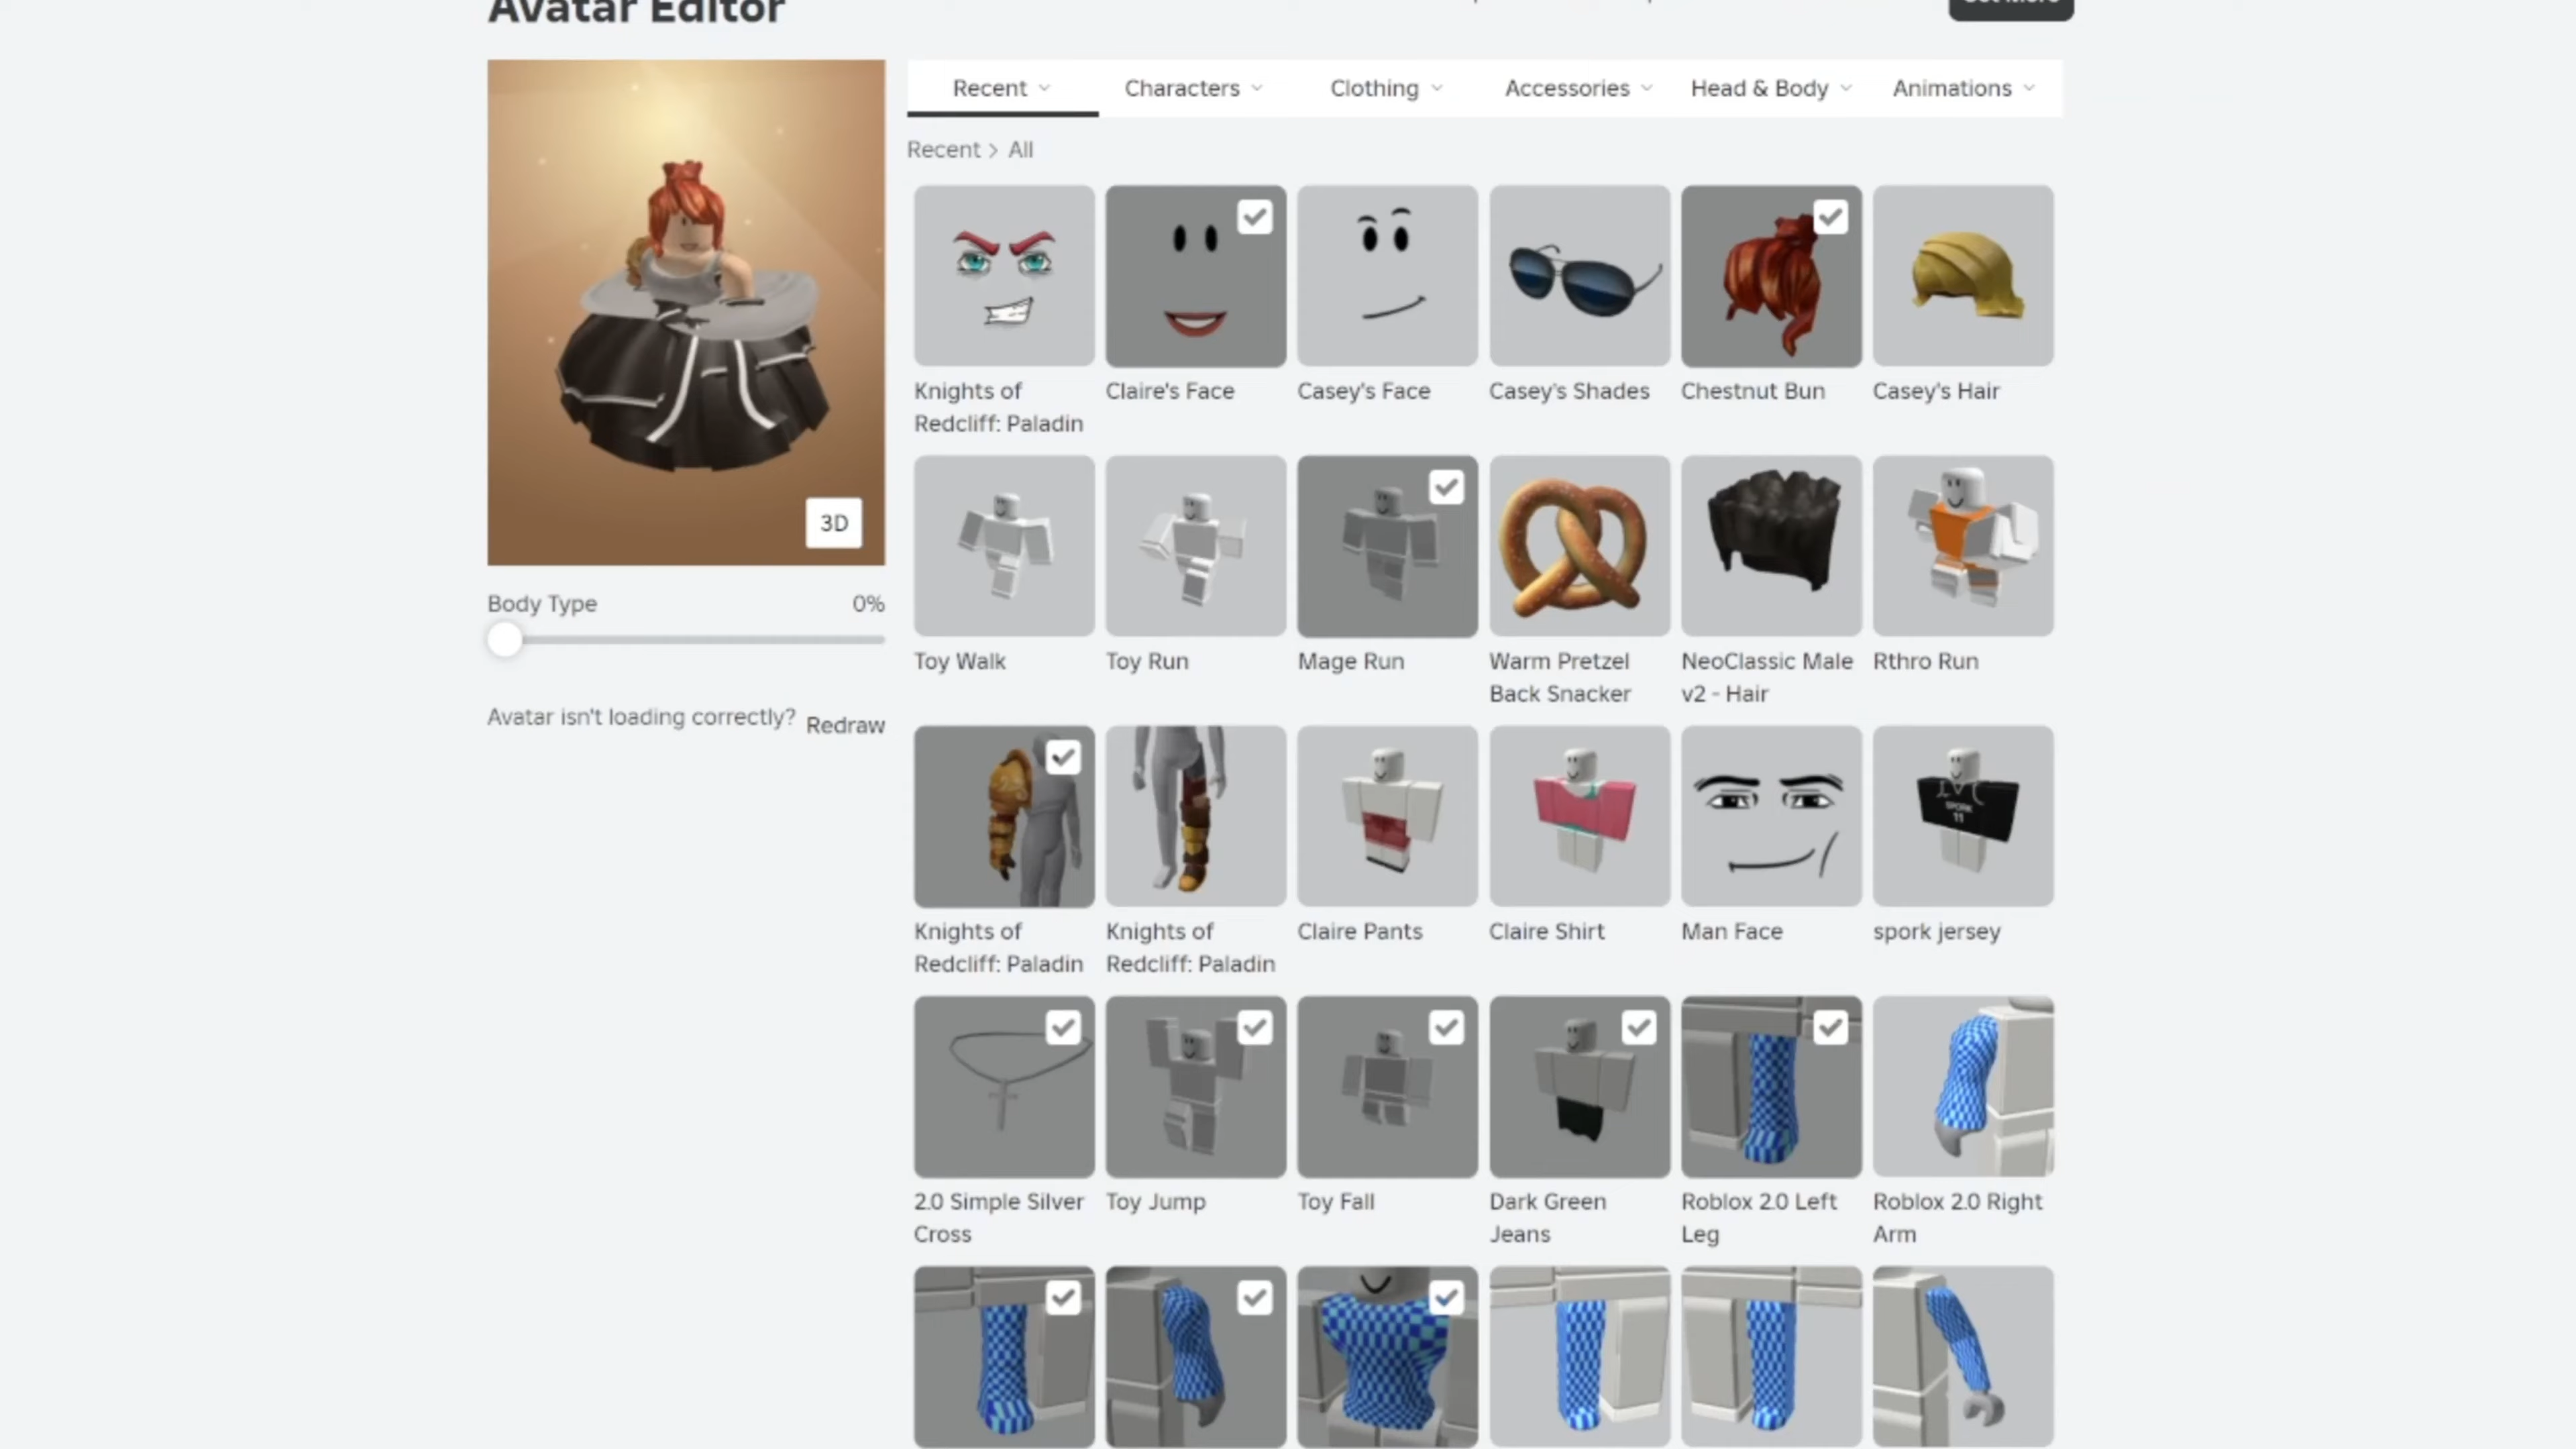 Avatar Editor
Recent
Characters
Clothing
Accessories
Head & Body
Animations
Recent > All
3D
Body Type 0%
Avatar isn't loading correctly? Redraw
Knights of
Redcliff: Paladin
Claire's Face
Casey's Face
Casey's Shades
Chestnut Bun
Casey's Hair
Toy Walk
Toy Run
Mage Run
Warm Pretzel
Back Snacker
NeoClassic Male
v2 - Hair
Rthro Run
Knights of
Redcliff: Paladin
Knights of
Redcliff: Paladin
Claire Pants
Claire Shirt
Man Face
SPORK
11
spork jersey
2.0 Simple Silver
Cross
Toy Jump
Toy Fall
Dark Green
Jeans
Roblox 2.0 Left
Leg
Roblox 2.0 Right
Arm